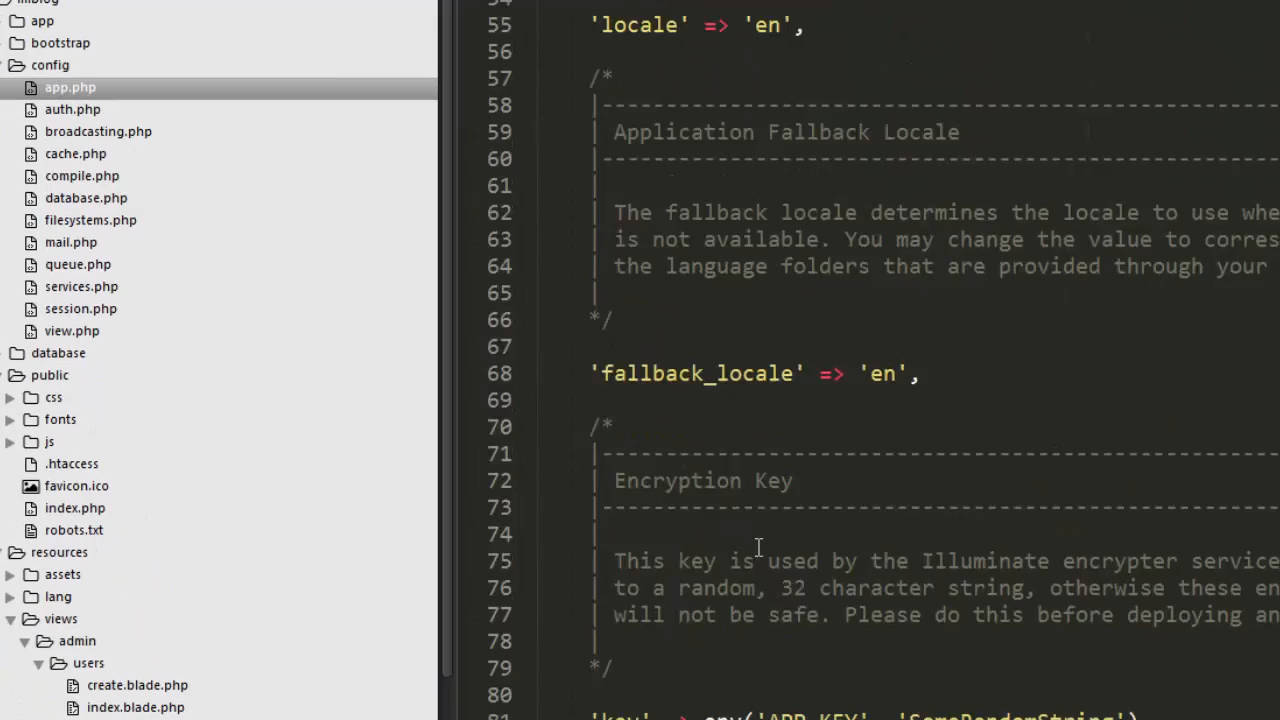 app
bootstrap
config
app.php
auth.php
broadcasting.php
cache.php
compile.php
database.php
filesystems.php
mail.php
queue.php
services.php
session.php
view.php
database
public
css
fonts
js
.htaccess
favicon.ico
index.php
robots.txt
resources
assets
lang
views
admin
users
create.blade.php
index.blade.php
55 'locale' => 'en',
56
57 /*
58 |----------------------------------------------------
59 | Application Fallback Locale
60 |----------------------------------------------------
61 |
62 | The fallback locale determines the locale to use
63 | is not available. You may change the value to
64 | the language folders that are provided through your
65 |
66 */
67
68 'fallback_locale' => 'en',
69
70 /*
71 |----------------------------------------------------
72 | Encryption Key
73 |----------------------------------------------------
74 |
75 | This key is used by the Illuminate encrypter service
76 | to a random, 32 character string, otherwise these
77 | will not be safe. Please do this before deploying
78 |
79 */
80
81 'key' => env('APP_KEY', 'SomeRandomString')